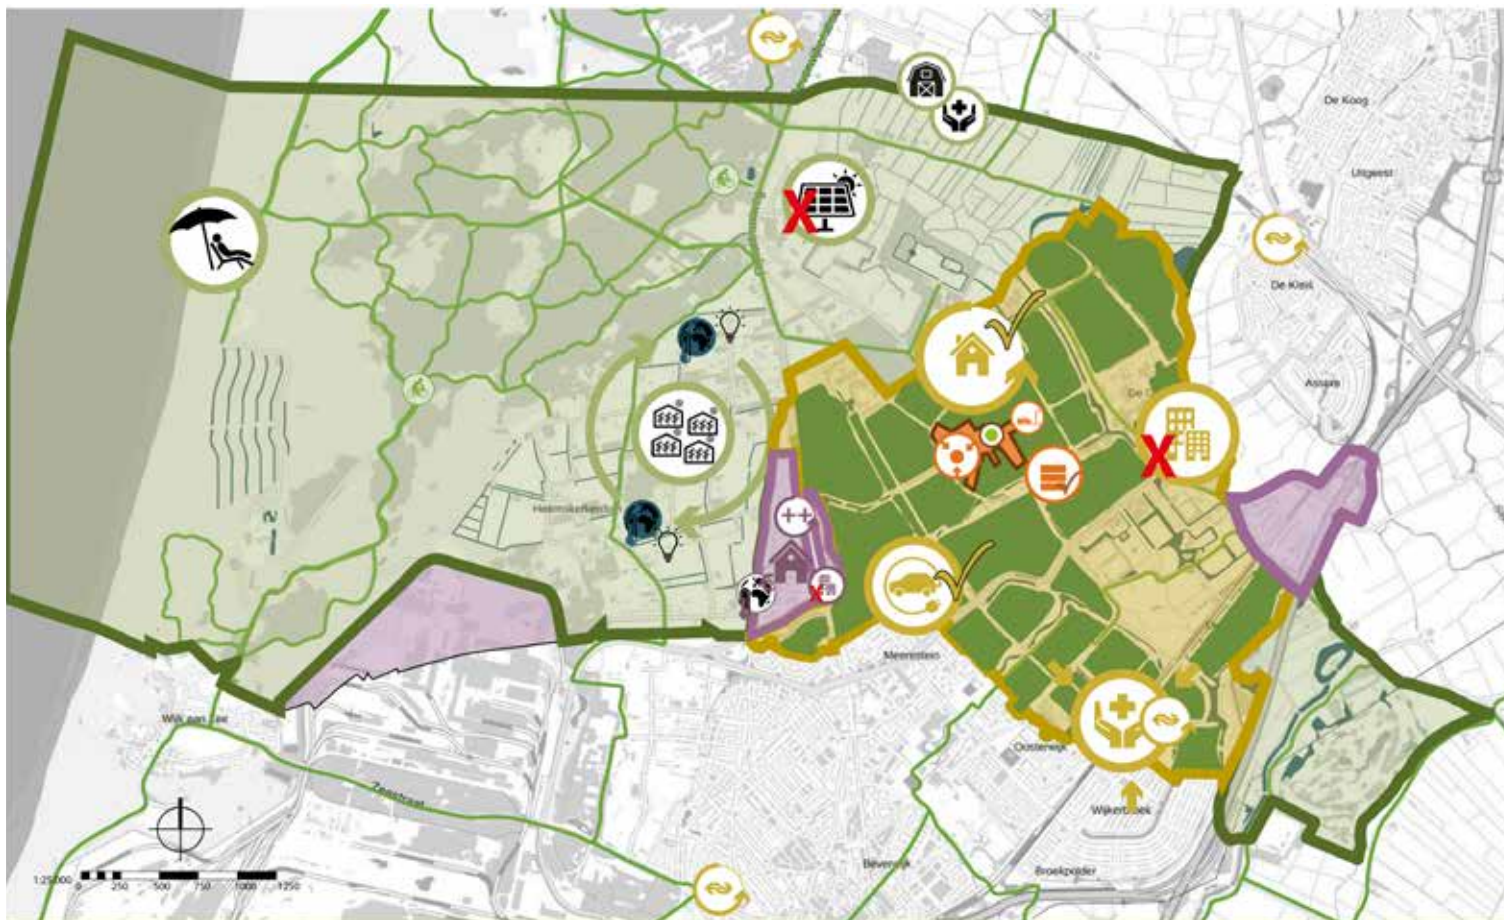 De Koog
Uitgeest
De Kleis
Assum
X
X
++
X
Meerestein
Wijk aan Zee
Zeestraat
Oosterwijk
Wijkerbroek
Beverwijk
Broekpolder
1:25.000
0 250 500 750 1000 1250